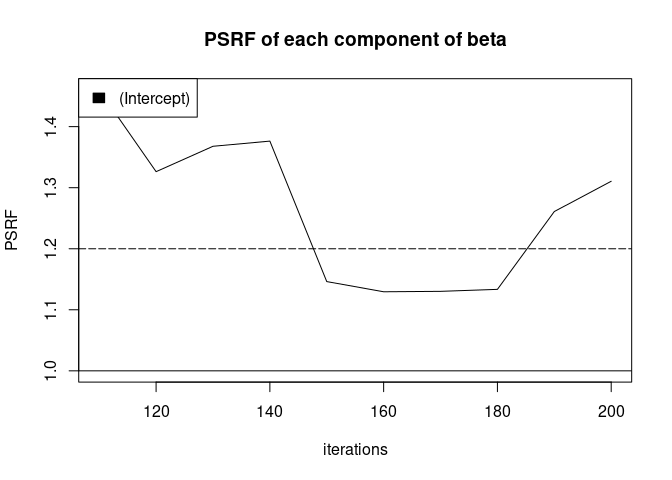 PSRF of each component of beta
(Intercept)
PSRF
1.4
1.3
1.2
1.1
1.0
120 140 160 180 200
iterations